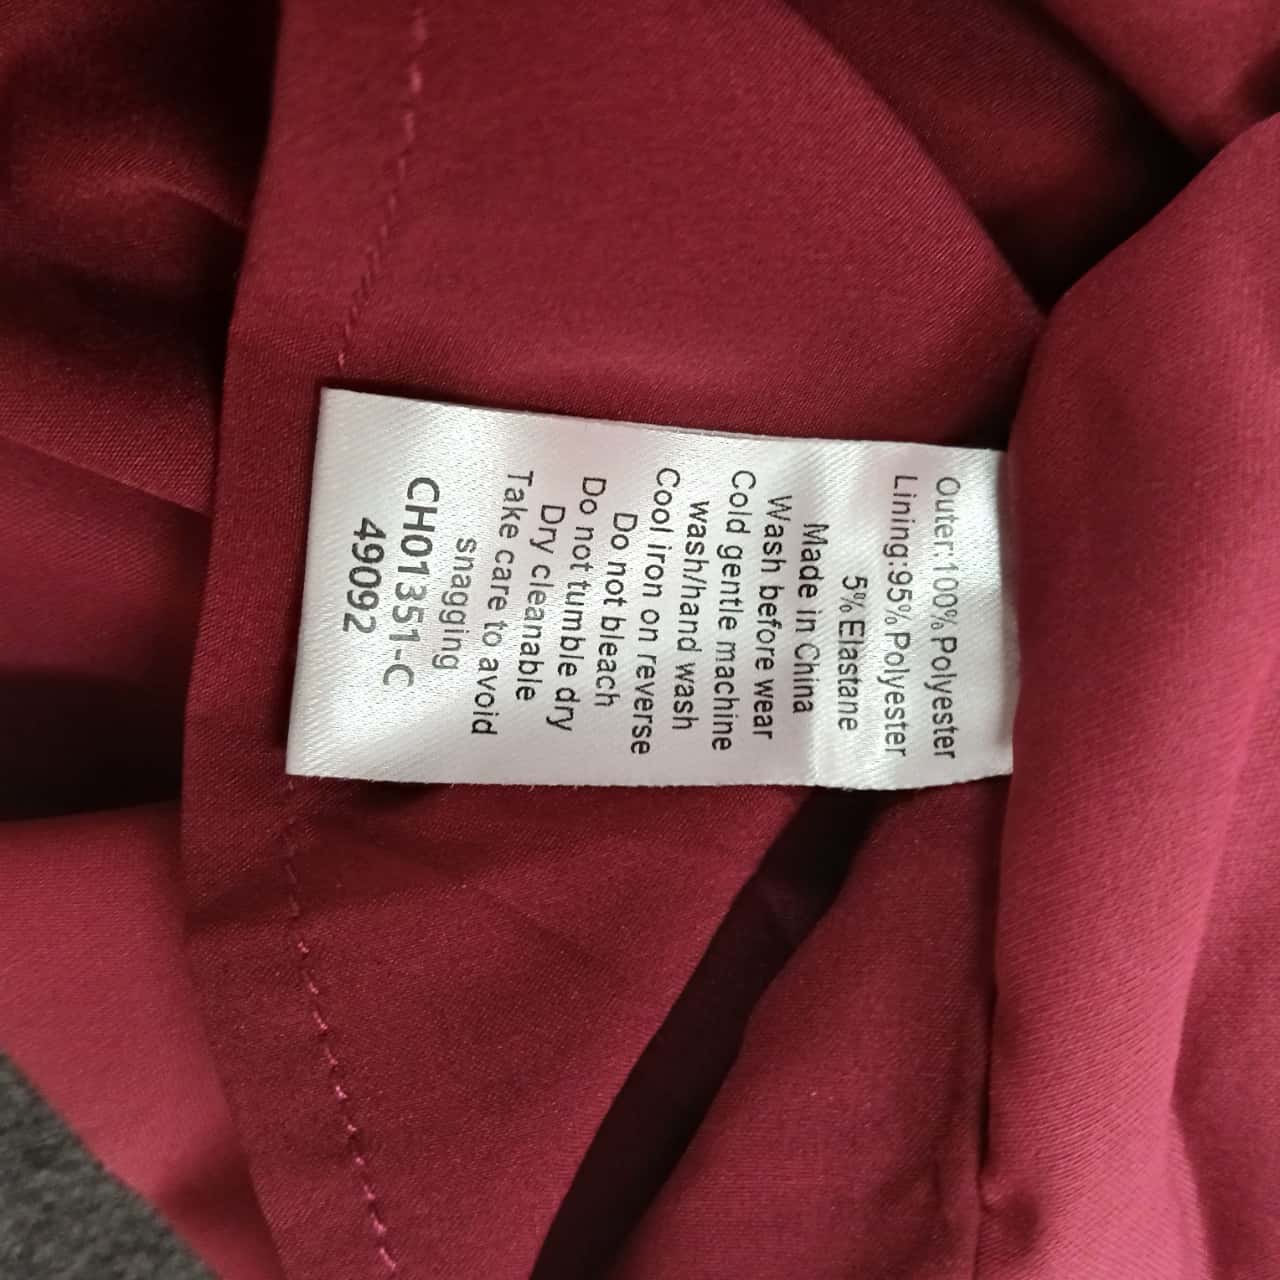 Outer:100% Polyester
Lining:95% Polyester
5% Elastane
Made in China
Wash before wear
Cold gentle machine
wash/hand wash
Cool iron on reverse
Do not bleach
Do not tumble dry
Dry cleanable
Take care to avoid
snagging
CH01351-C
49092